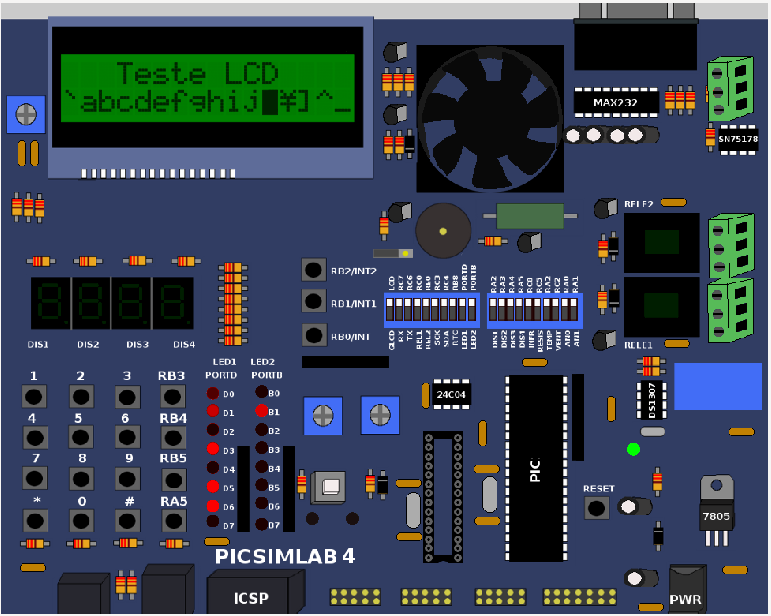 Teste LCD
`abcdefghij█¥]^_
MAX232
SN75178
RELE2
RB2/INT2
RB1/INT1
RB0/INT
RELE1
DIS1 DIS2 DIS3 DIS4
LED1 LED2
PORTD PORTB
1 2 3 RB3
4 5 6 RB4
7 8 9 RB5
* 0 # RA5
D0 B0
D1 B1
D2 B2
D3 B3
D4 B4
D5 B5
D6 B6
D7 B7
24C04
DS1307
PIC
RESET
7805
PICSIMLAB 4
ICSP
PWR